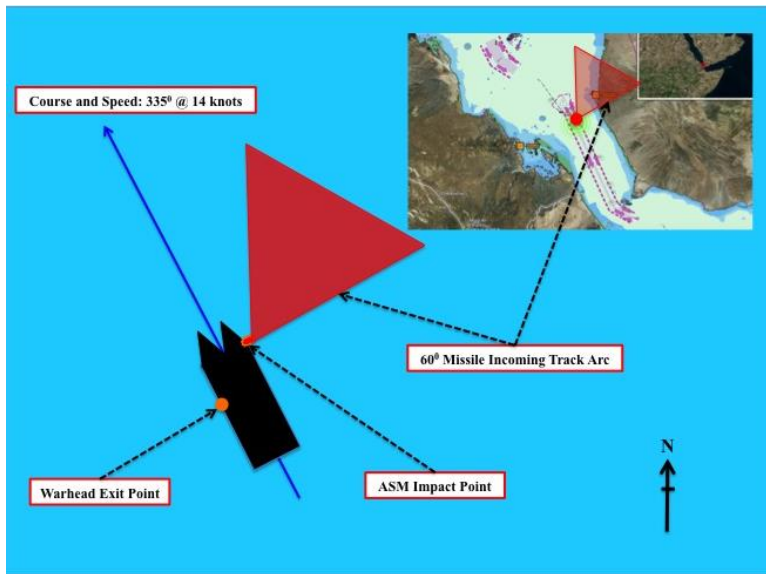 Course and Speed: 335⁰ @ 14 knots
60⁰ Missile Incoming Track Arc
Warhead Exit Point
ASM Impact Point
N